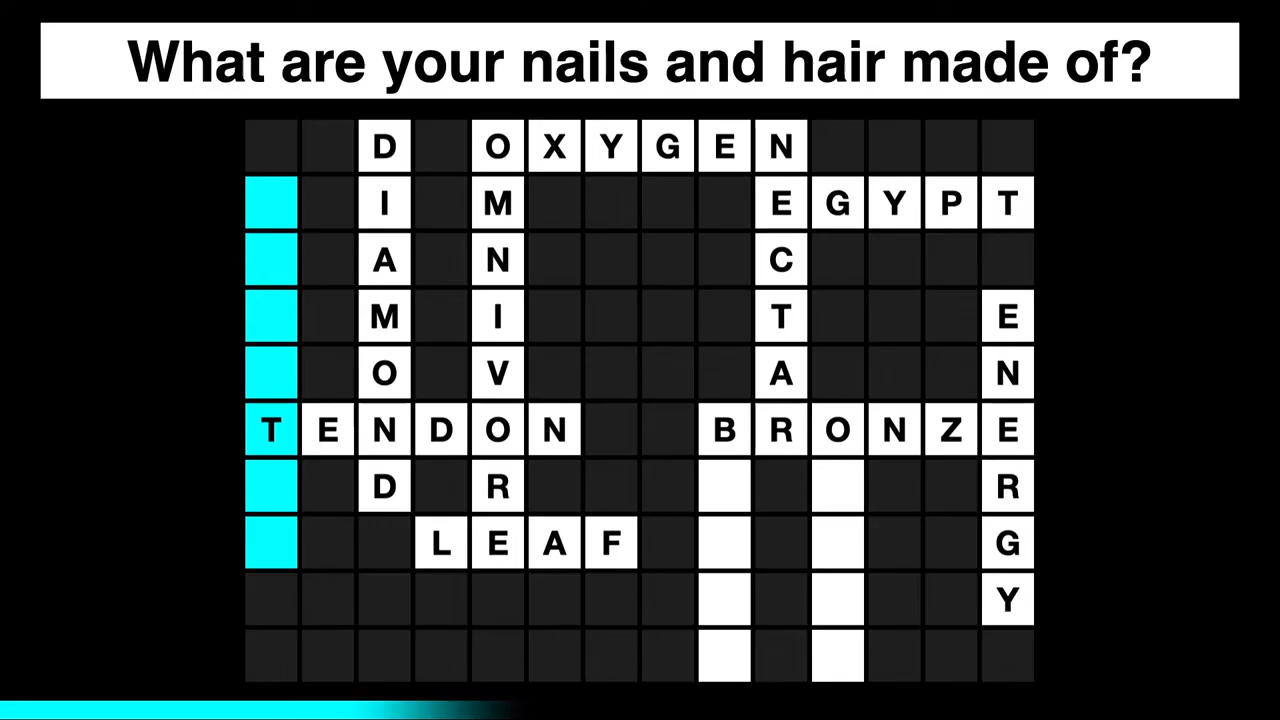 What are your nails and hair made of?
D OXYGEN
I M EGYPT
A N C
M I T E
O V A N
TENDON BRONZE
D R R
LEAF G
Y